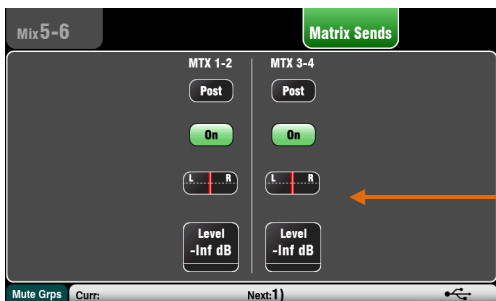 Mix5-6
Matrix Sends
MTX 1-2 MTX 3-4
Post Post
On On
L R L R
Level Level
-Inf dB -Inf dB
Mute Grps Curr: Next:1)